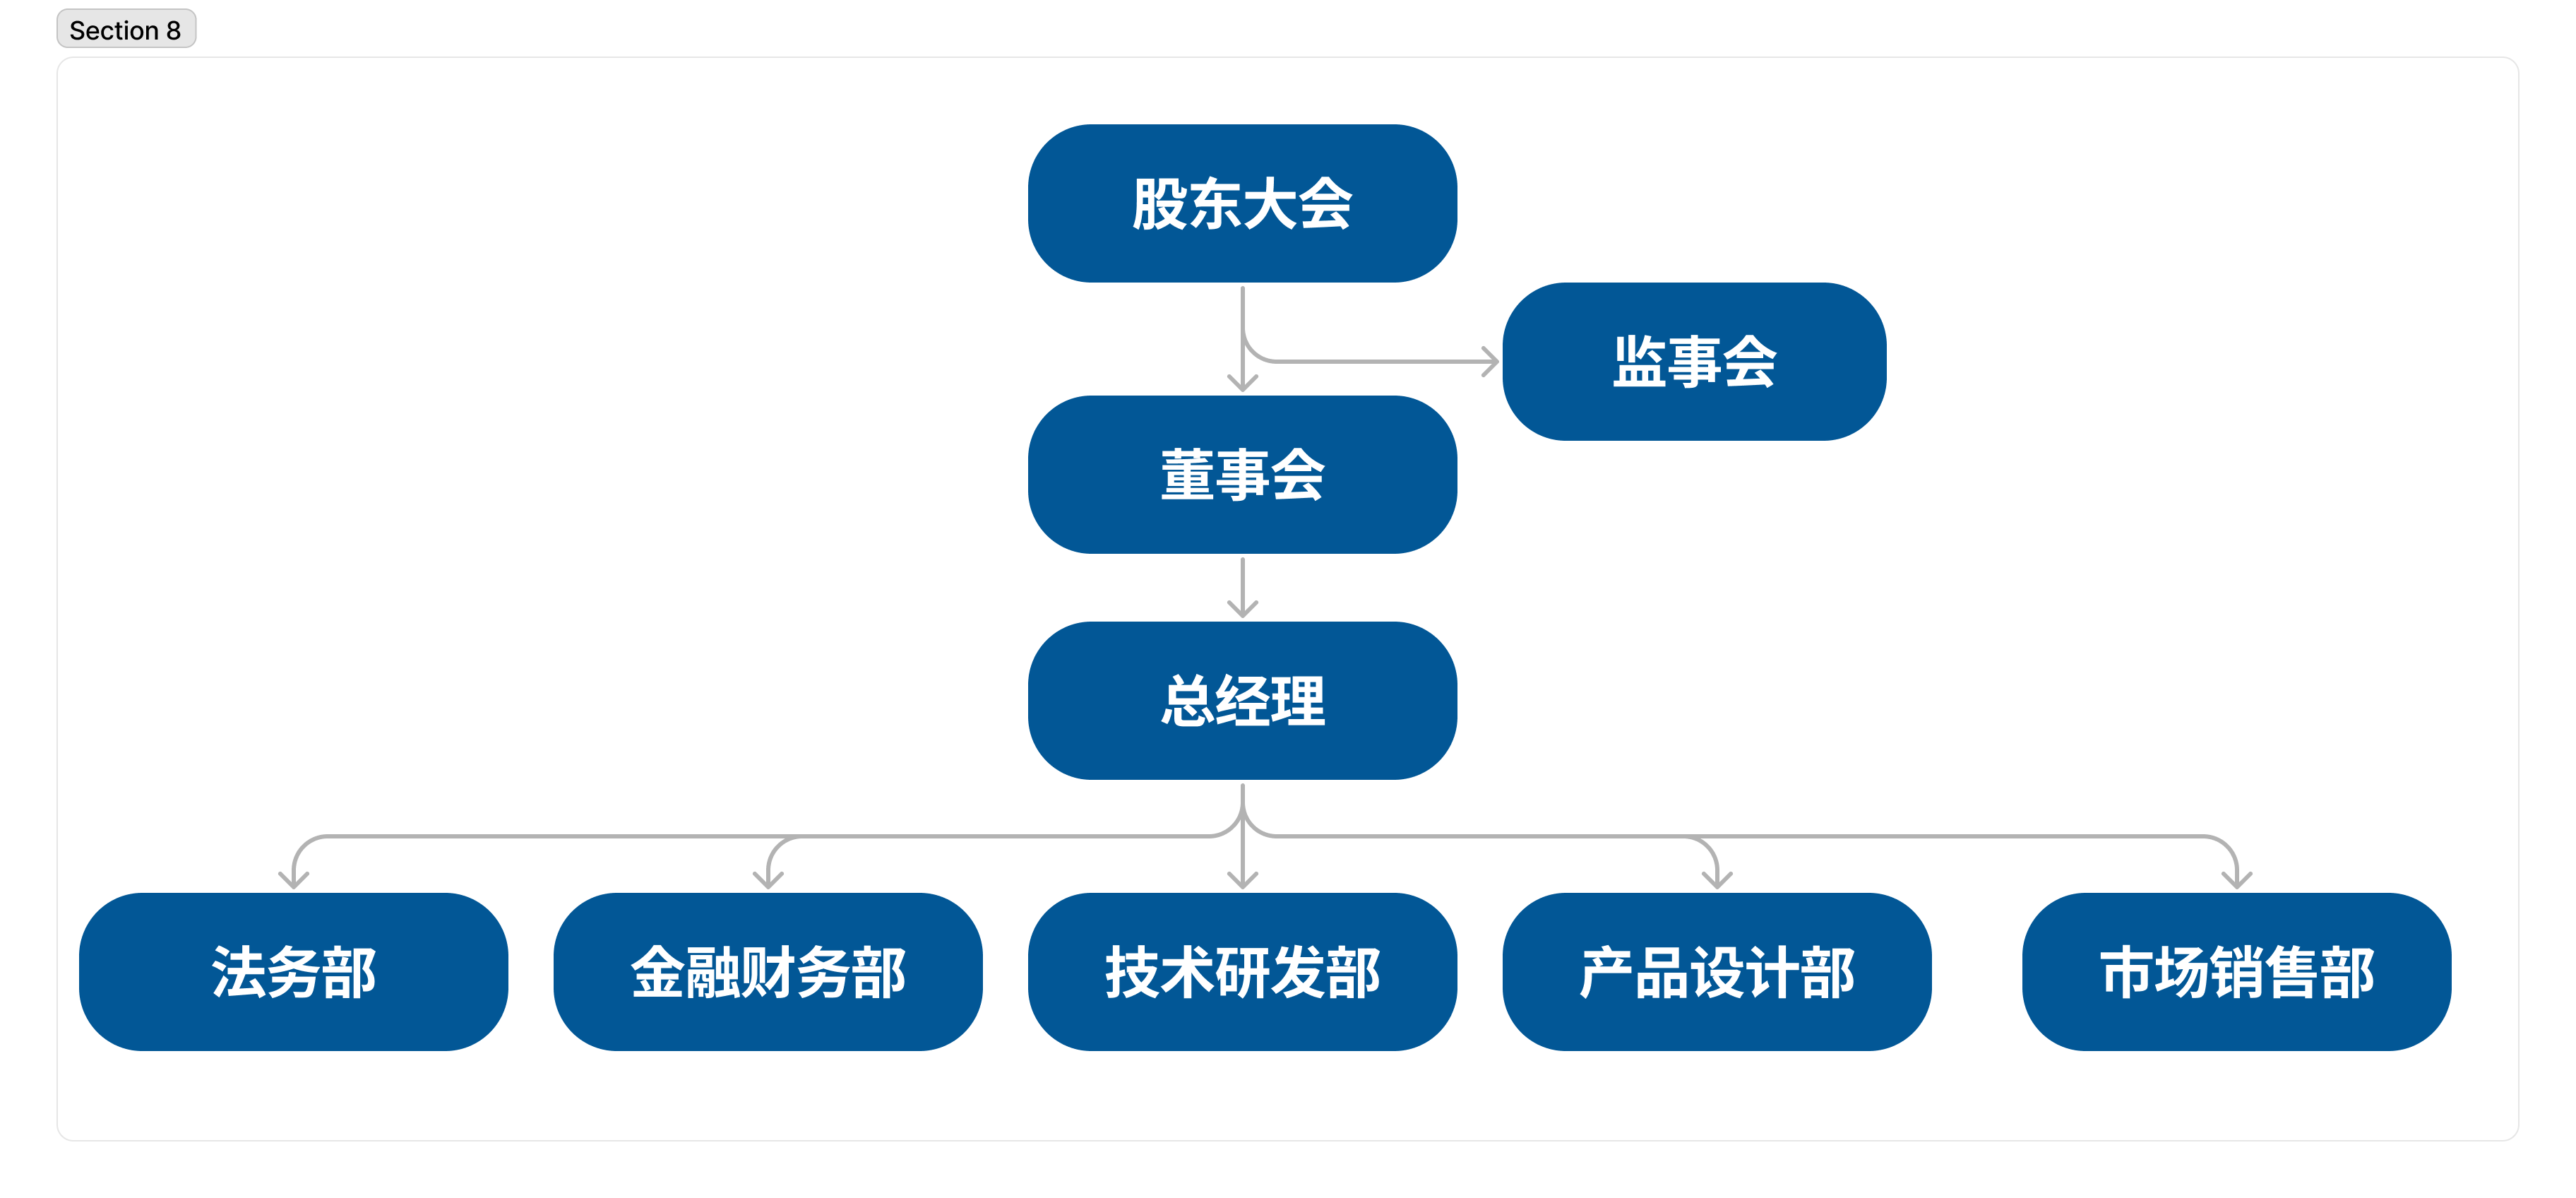 Section 8
股东大会
监事会
董事会
总经理
法务部
金融财务部
技术研发部
产品设计部
市场销售部